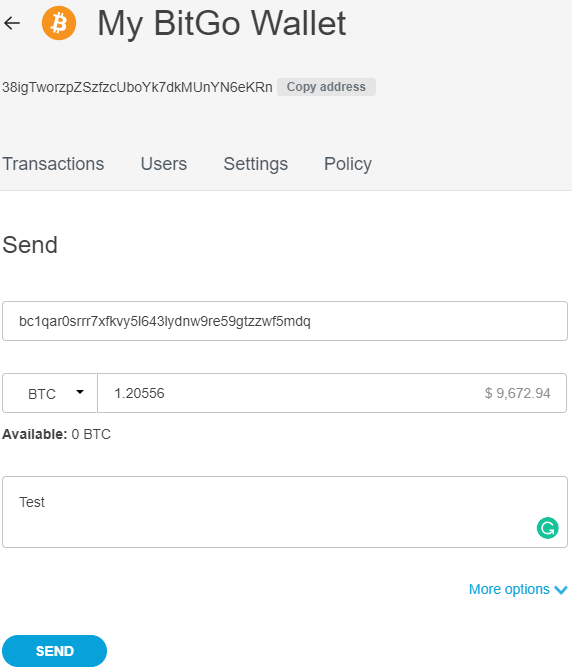 My BitGo Wallet
38igTworzpZSzfzcUboYk7dkMUnYN6eKRn Copy address
Transactions Users Settings Policy
Send
bc1qar0srrr7xfkvy5l643lydnw9re59gtzzwf5mdq
BTC 1.20556 $ 9,672.94
Available: 0 BTC
Test
More options
SEND